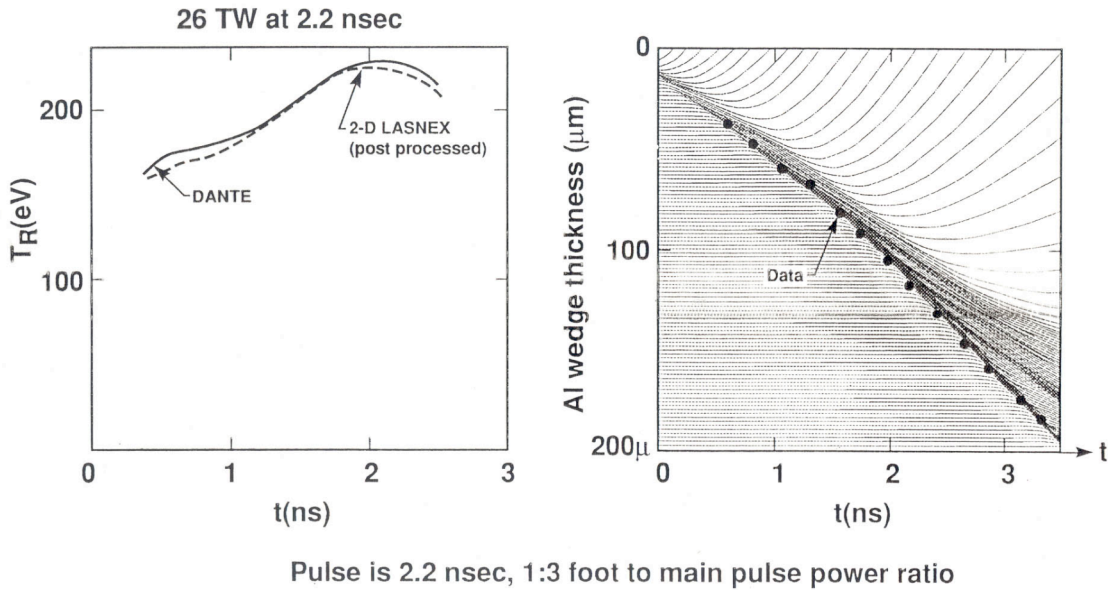 26 TW at 2.2 nsec
200
100
T_R(eV)
2-D LASNEX
(post processed)
DANTE
0 1 2 3
t(ns)
0
100
200μ
Al wedge thickness (μm)
Data
0 1 2 3
t
t(ns)
Pulse is 2.2 nsec, 1:3 foot to main pulse power ratio